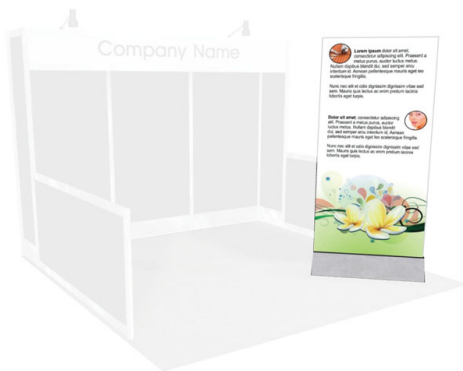 Company Name
Lorem ipsum dolor sit amet,
consectetur adipiscing elit. Praesent a
metus purus, auctor luctus metus.
Nullam dapibus blandit dui, sed semper arcu
interdum id. Aenean pellentesque mauris eget leo
scelerisque fringilla.
Nunc nec elit et odio dignissim dignissim vitae sed
sem. Mauris quis lectus ac enim pretium lacinia
lobortis eget turpis.
Dolor sit amet, consectetur adipiscing
elit. Praesent a metus purus, auctor
luctus metus. Nullam dapibus blandit
dui, sed semper arcu interdum id. Aenean
pellentesque mauris eget leo scelerisque fringilla.
Nunc nec elit et odio dignissim dignissim vitae sed
sem. Mauris quis lectus ac enim pretium lacinia
lobortis eget turpis.